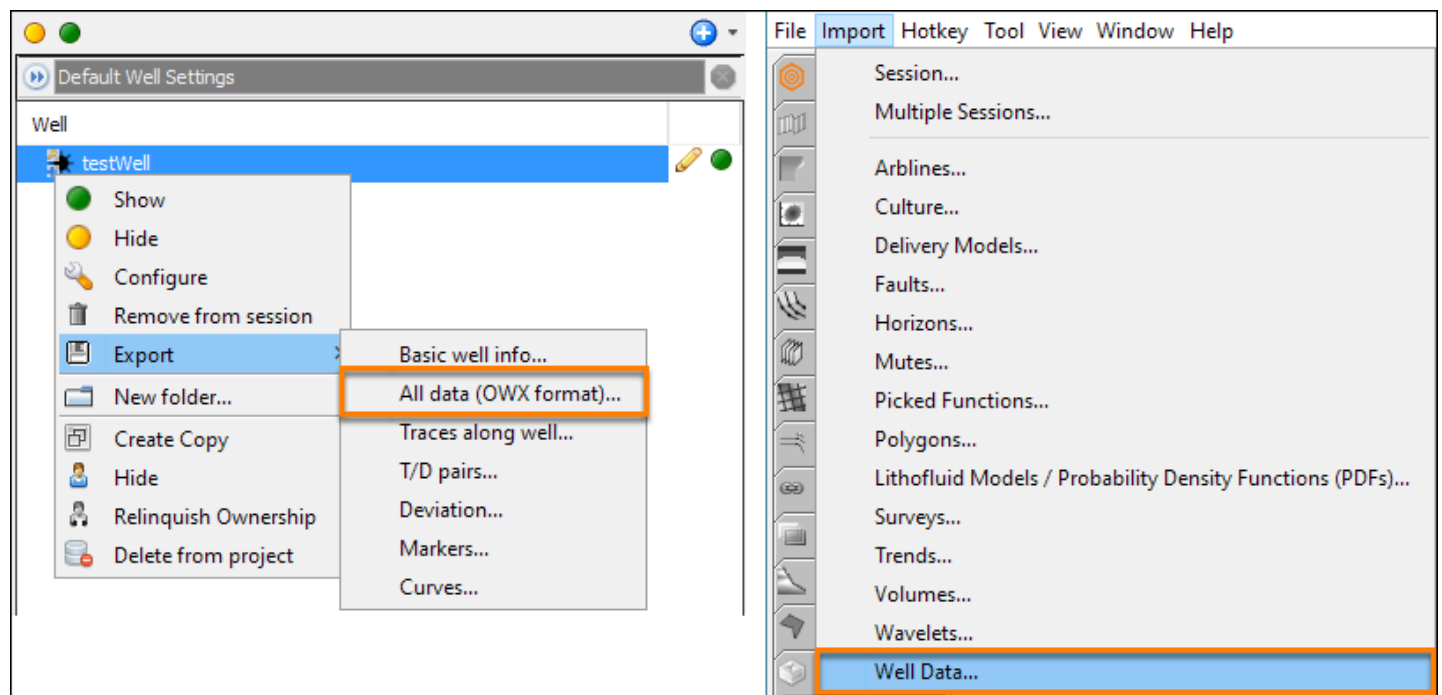 Default Well Settings
Well
testWell
Show
Hide
Configure
Remove from session
Export
New folder...
Create Copy
Hide
Relinquish Ownership
Delete from project
Basic well info...
All data (OWX format)...
Traces along well...
T/D pairs...
Deviation...
Markers...
Curves...
File Import Hotkey Tool View Window Help
Session...
Multiple Sessions...
Arblines...
Culture...
Delivery Models...
Faults...
Horizons...
Mutes...
Picked Functions...
Polygons...
Lithofluid Models / Probability Density Functions (PDFs)...
Surveys...
Trends...
Volumes...
Wavelets...
Well Data...